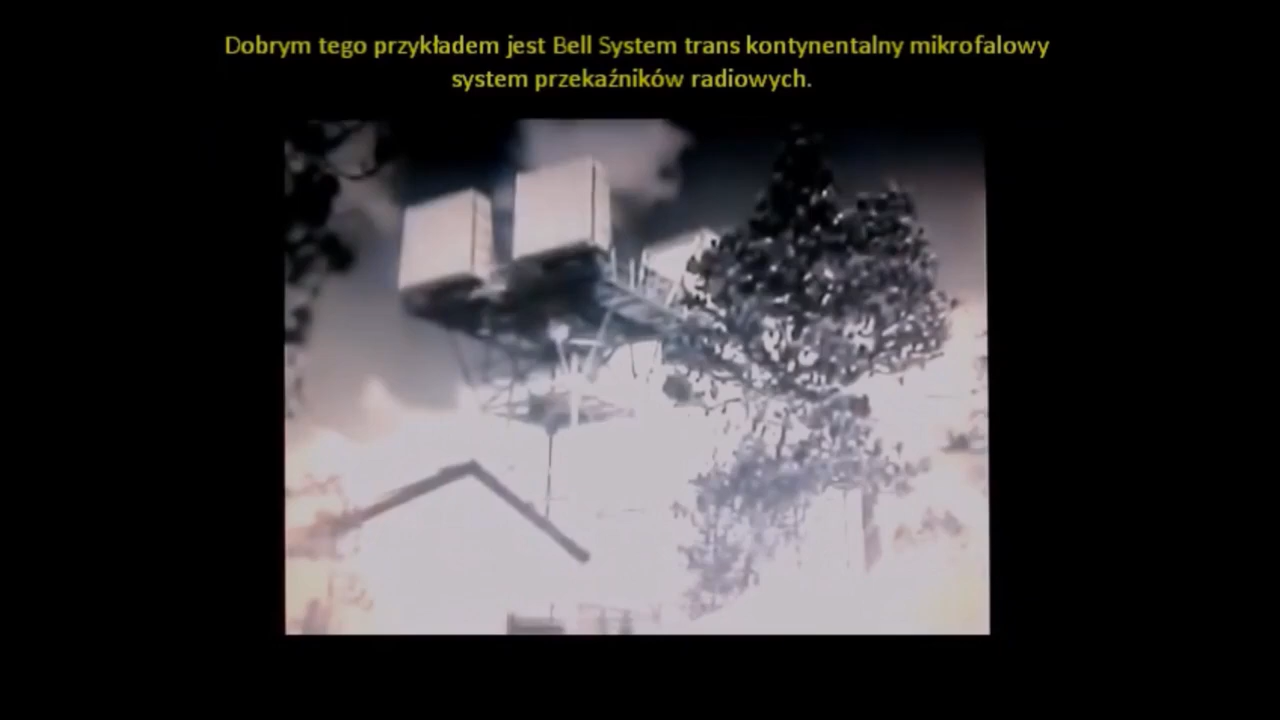 Dobrym tego przykładem jest Bell System trans kontynentalny mikrofalowy
system przekaźników radiowych.